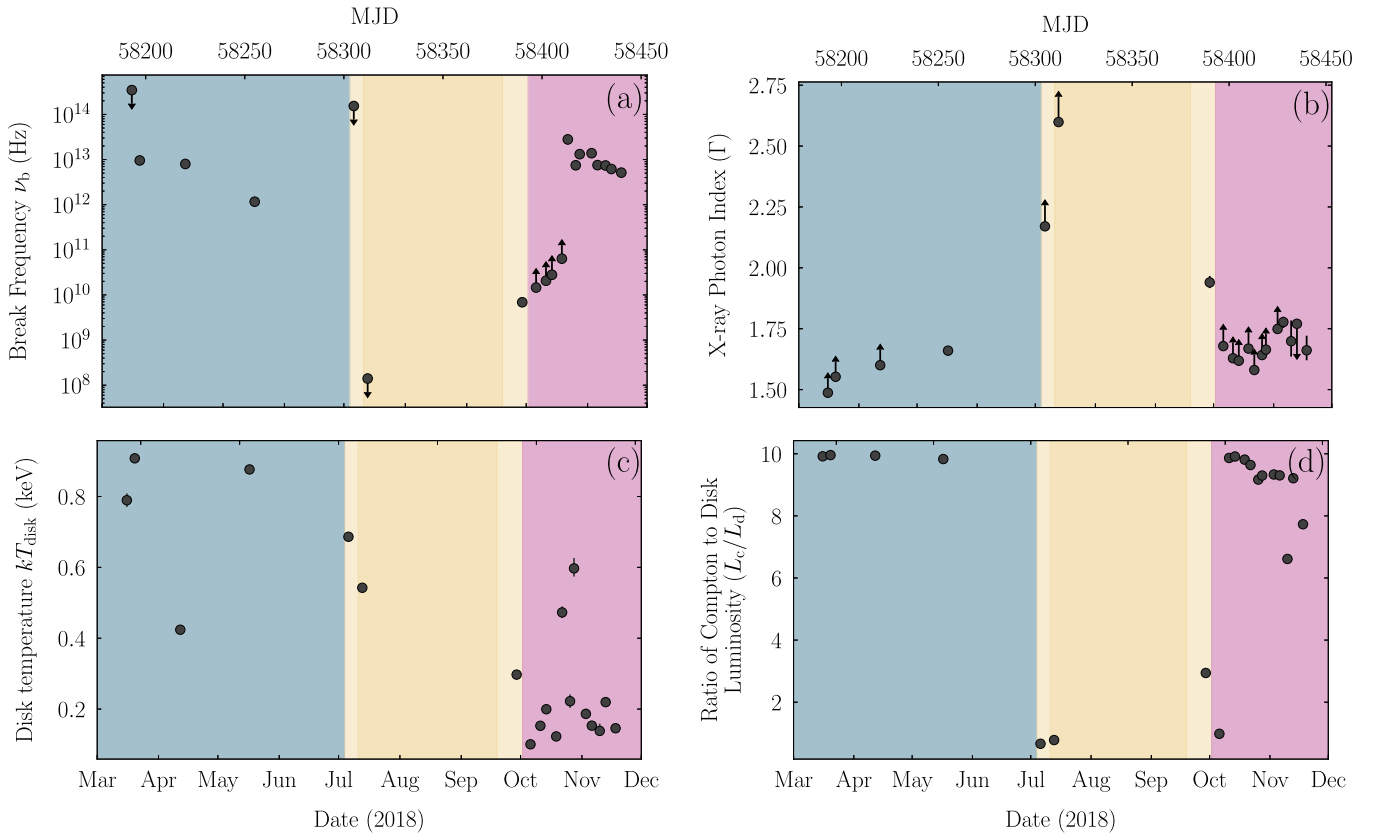 MJD
58200 58250 58300 58350 58400 58450
(a)
10^14
10^13
10^12
10^11
10^10
10^9
10^8
Break Frequency ν_b (Hz)
MJD
58200 58250 58300 58350 58400 58450
(b)
2.75
2.50
2.25
2.00
1.75
1.50
X-ray Photon Index (Γ)
(c)
0.8
0.6
0.4
0.2
Disk temperature kT_disk (keV)
Mar Apr May Jun Jul Aug Sep Oct Nov Dec
Date (2018)
(d)
10
8
6
4
2
Ratio of Compton to Disk
Luminosity (L_c/L_d)
Mar Apr May Jun Jul Aug Sep Oct Nov Dec
Date (2018)